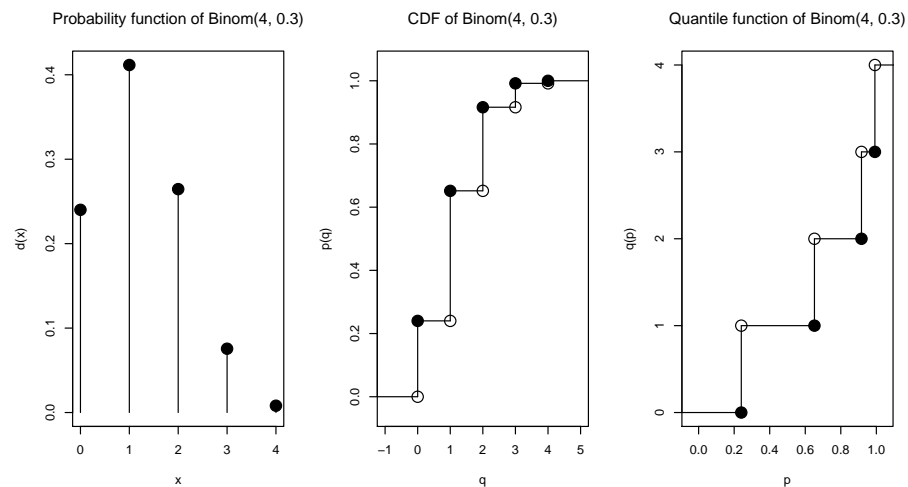 Probability function of Binom(4, 0.3)
d(x)
0.4
0.3
0.2
0.1
0.0
0 1 2 3 4
x
CDF of Binom(4, 0.3)
p(q)
1.0
0.8
0.6
0.4
0.2
0.0
−1 0 1 2 3 4 5
q
Quantile function of Binom(4, 0.3)
q(p)
4
3
2
1
0
0.0 0.2 0.4 0.6 0.8 1.0
p